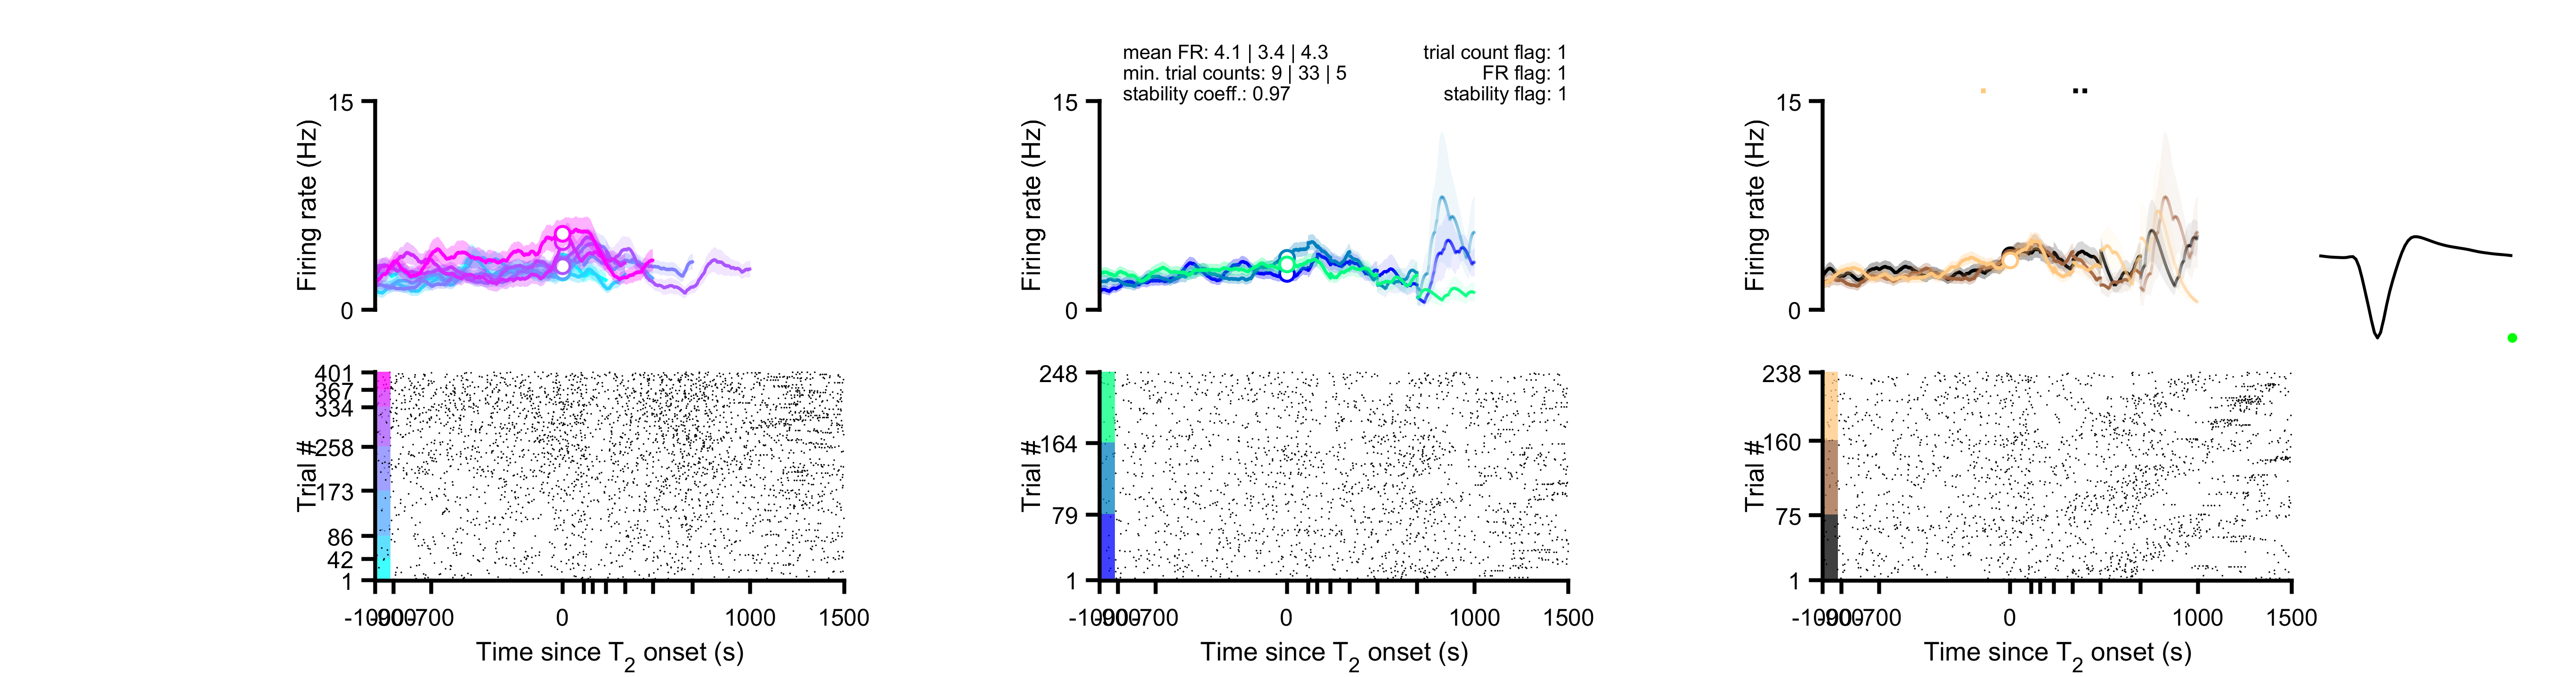 mean FR: 4.1 | 3.4 | 4.3
min. trial counts: 9 | 33 | 5
stability coeff.: 0.97
trial count flag: 1
FR flag: 1
stability flag: 1
15
Firing rate (Hz)
0
15
Firing rate (Hz)
0
15
Firing rate (Hz)
0
401
367
334
258
173
86
42
1
Trial #
248
164
79
1
Trial #
238
160
75
1
Trial #
-1000
-900
-700
0
1000
1500
Time since T2 onset (s)
-1000
-900
-700
0
1000
1500
Time since T2 onset (s)
-1000
-900
-700
0
1000
1500
Time since T2 onset (s)